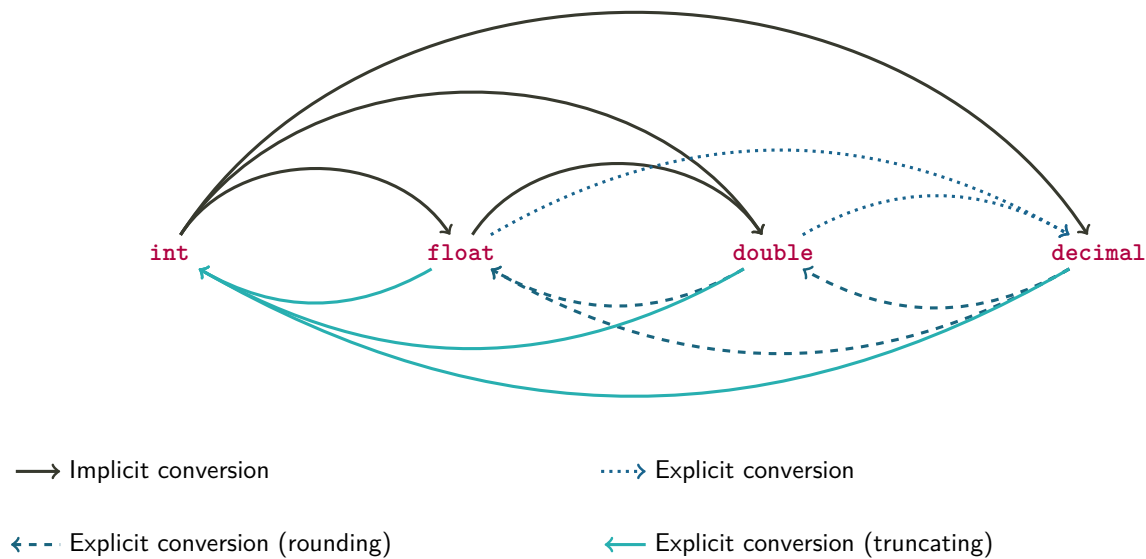 int float double decimal
Implicit conversion Explicit conversion
Explicit conversion (rounding) Explicit conversion (truncating)